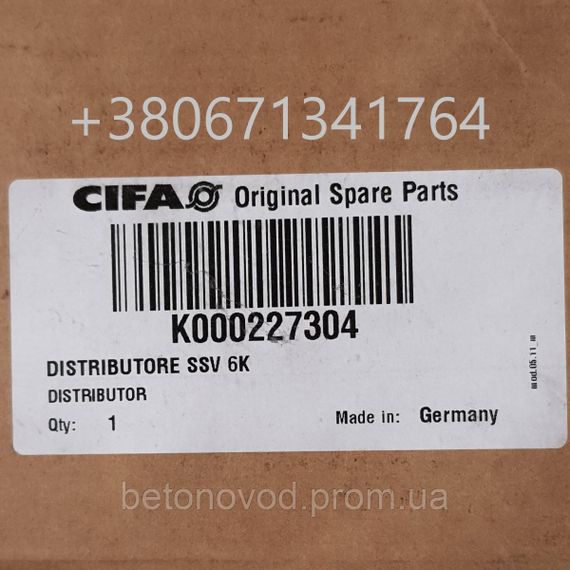 +380671341764
CIFA Original Spare Parts
K000227304
DISTRIBUTORE SSV 6K
DISTRIBUTOR
Qty: 1 Made in: Germany
mod.05.11_m
betonovod.prom.ua